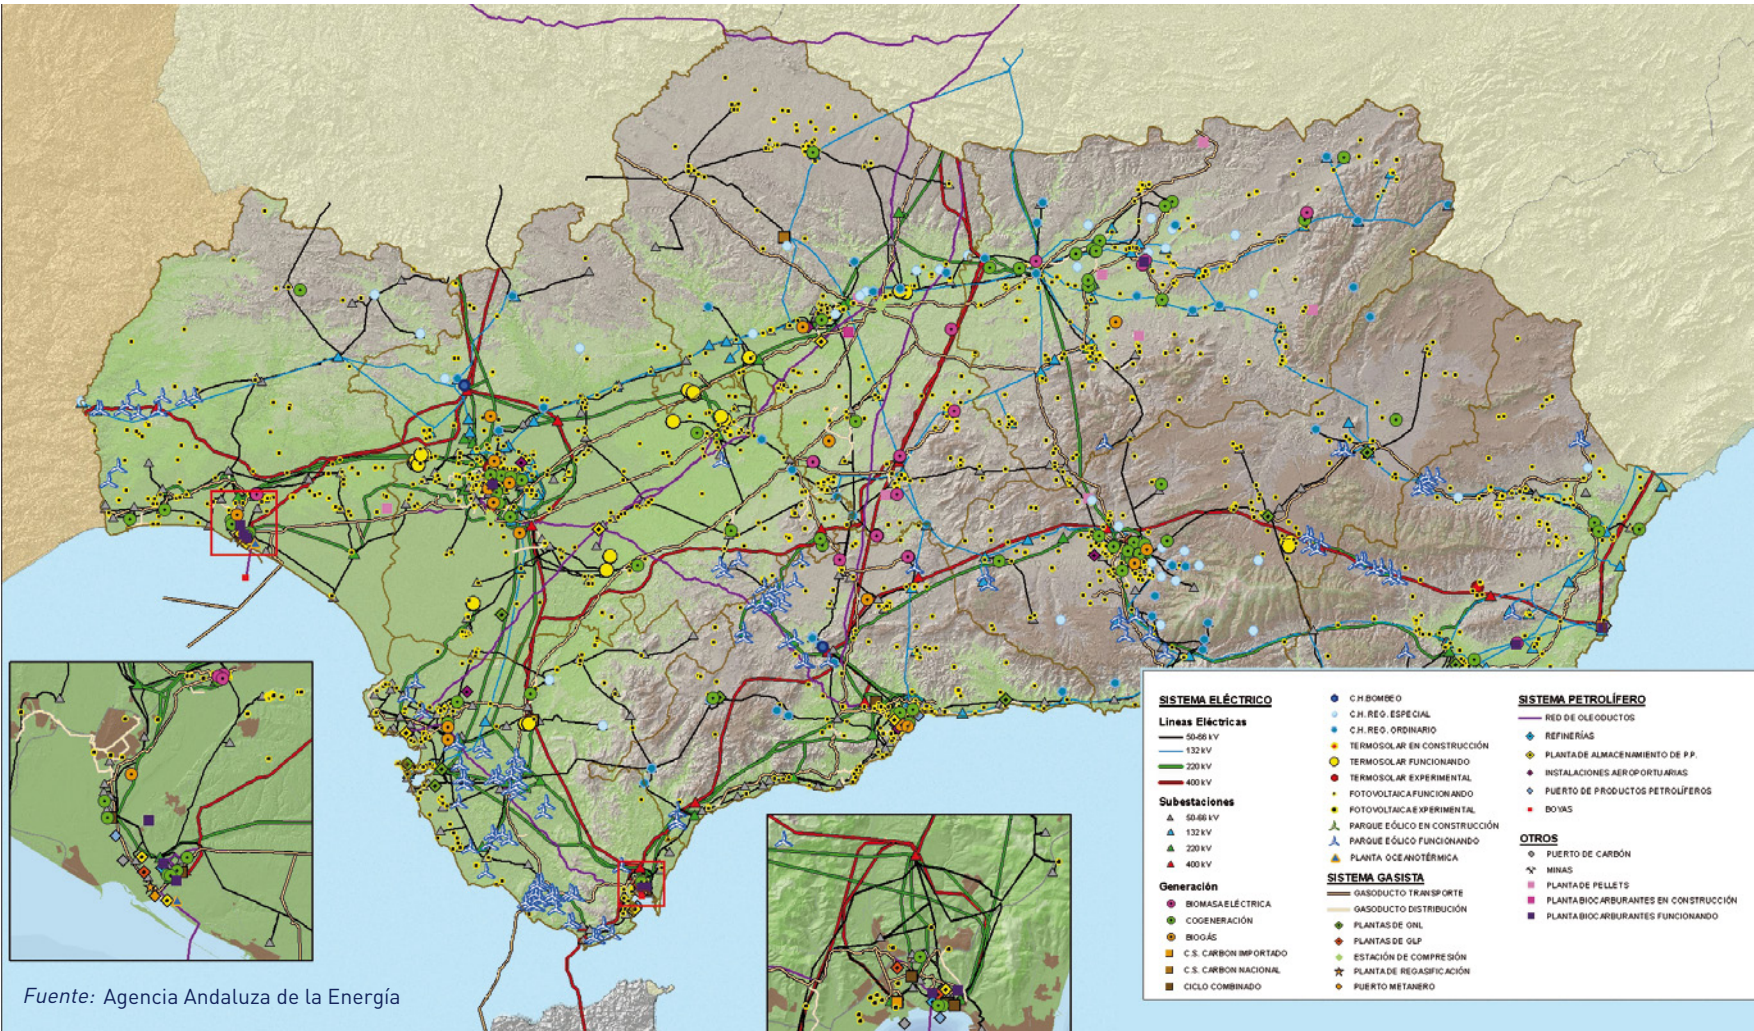 SISTEMA ELÉCTRICO
Lineas Eléctricas
50-66 kV
132 kV
220 kV
400 kV
Subestaciones
50-66 kV
132 kV
220 kV
400 kV
Generación
BIOMASA ELÉCTRICA
COGENERACIÓN
BIOGÁS
C.S. CARBON IMPORTADO
C.S. CARBON NACIONAL
CICLO COMBINADO
C.H. BOMBEO
C.H. REG. ESPECIAL
C.H. REG. ORDINARIO
TERMOSOLAR EN CONSTRUCCIÓN
TERMOSOLAR FUNCIONANDO
TERMOSOLAR EXPERIMENTAL
FOTOVOLTAICA FUNCIONANDO
FOTOVOLTAICA EXPERIMENTAL
PARQUE EÓLICO EN CONSTRUCCIÓN
PARQUE EÓLICO FUNCIONANDO
PLANTA OCEANOTÉRMICA
SISTEMA GASISTA
GASODUCTO TRANSPORTE
GASODUCTO DISTRIBUCIÓN
PLANTAS DE GNL
PLANTAS DE GLP
ESTACIÓN DE COMPRESIÓN
PLANTA DE REGASIFICACIÓN
PUERTO METANERO
SISTEMA PETROLÍFERO
RED DE OLEODUCTOS
REFINERÍAS
PLANTA DE ALMACENAMIENTO DE P.P.
INSTALACIONES AEROPORTUARIAS
PUERTO DE PRODUCTOS PETROLÍFEROS
BOYAS
OTROS
PUERTO DE CARBÓN
MINAS
PLANTA DE PELLETS
PLANTA BIOCARBURANTES EN CONSTRUCCIÓN
PLANTA BIOCARBURANTES FUNCIONANDO
Fuente: Agencia Andaluza de la Energía